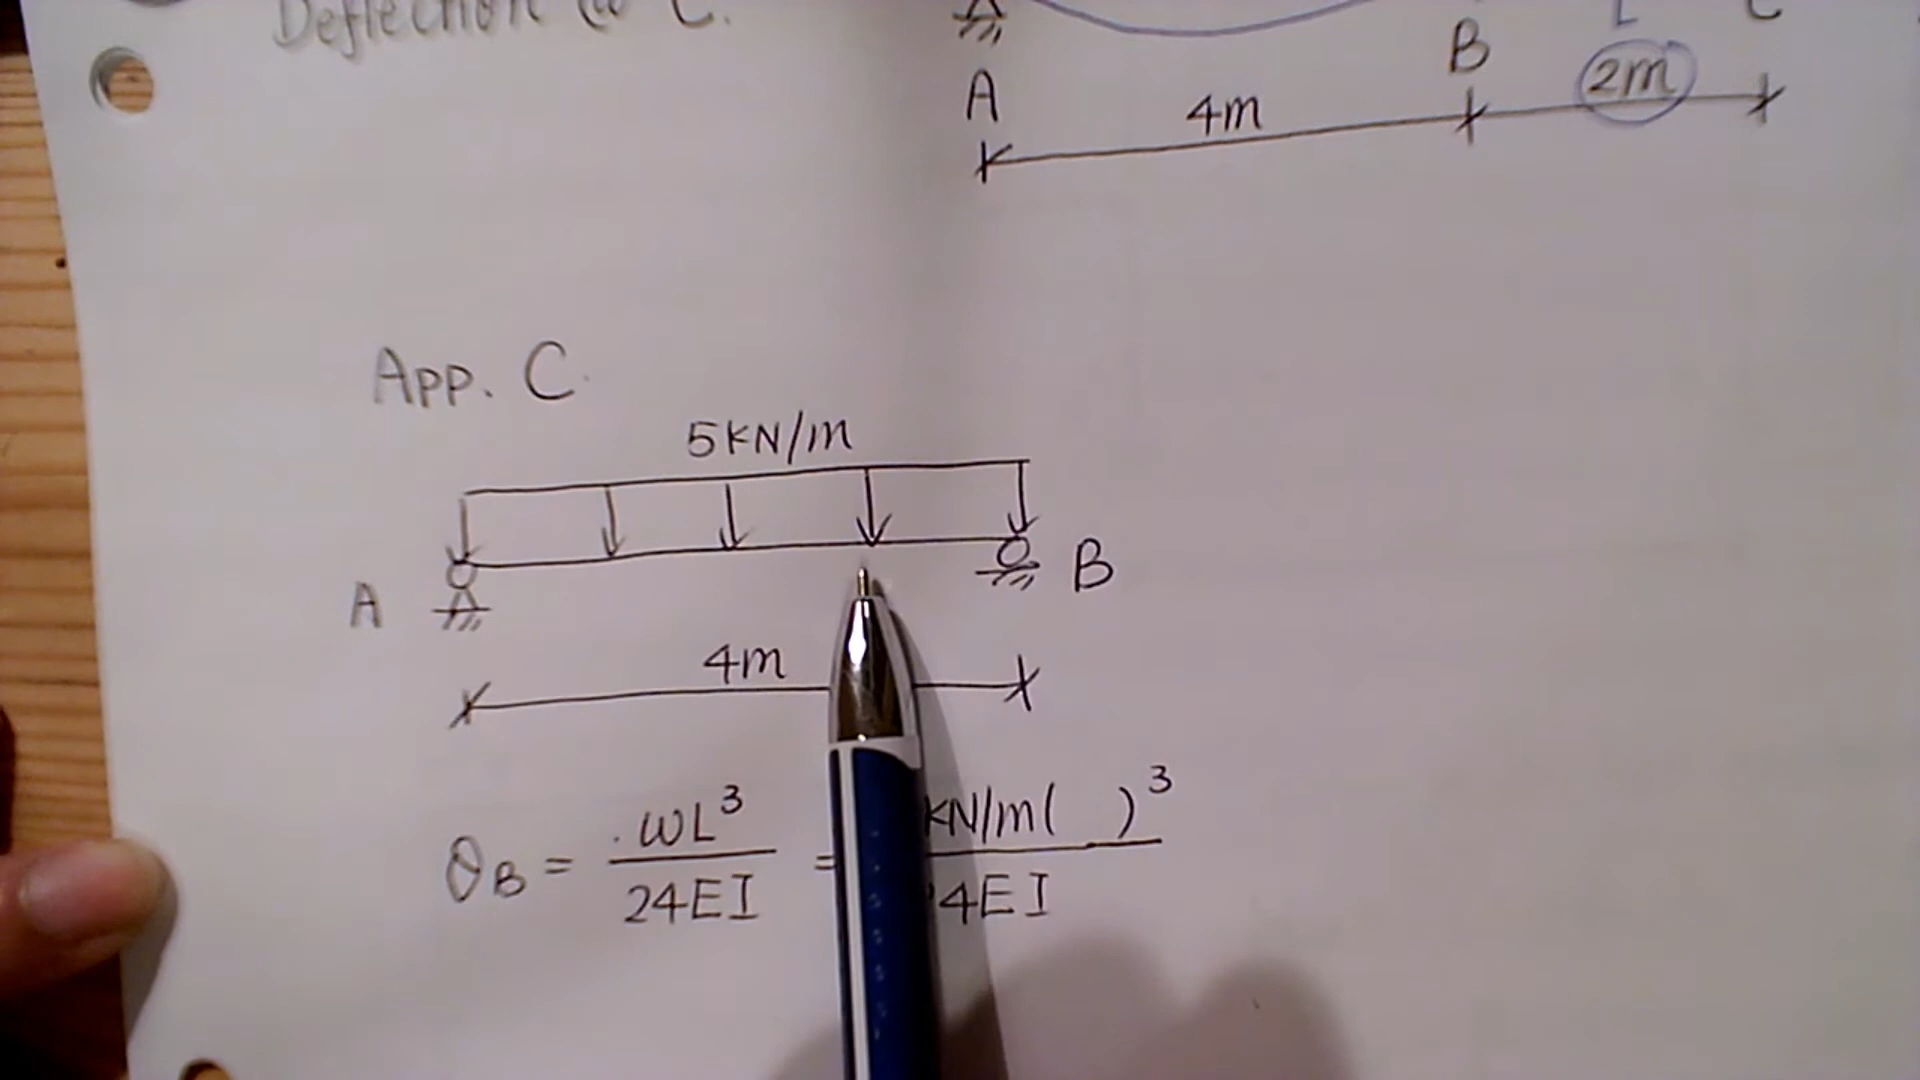 Deflection @ C.
A
B
C
4m
2m
App. C.
5KN/m
A
B
4m
θB = wL³ / 24EI = KN/m( )³ / 4EI